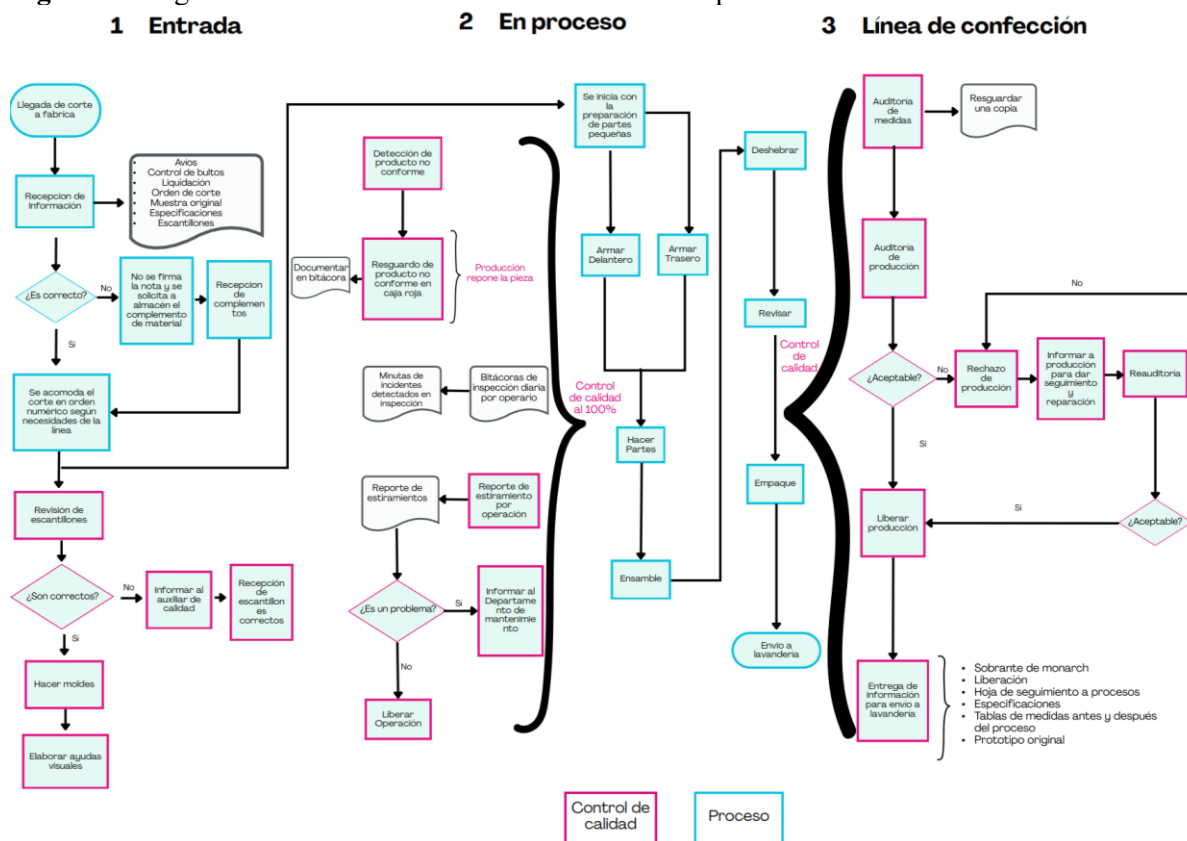 1 Entrada
2 En proceso
3 Línea de confección
Llegada de corte
a fabrica
Recepcion de
Información
• Avios
• Control de bultos
• Liquidación
• Orden de corte
• Muestra original
• Especificaciones
• Escantillones
¿Es correcto?
No
No se firma
la nota y se
solicita a
almacén el
complemento
de material
Recepcion
de
complemen
tos
Si
Se acomoda el
corte en orden
numérico según
necesidades de la
linea
Revisión de
escantillones
¿Son correctos?
No
Informar al
auxiliar de
calidad
Recepción
de
escantillon
es
correctos
Si
Hacer moldes
Elaborar ayudas
visuales
Detección de
producto no
conforme
Resguardo de
producto no
conforme en
caja roja
Documentar
en bitácora
Producción
repone la pieza
Minutas de
incidentes
detectados en
inspección
Bitácoras de
inspección diaria
por operario
Control
de calidad
al 100%
Reporte de
estiramientos
Reporte de
estiramiento por
operación
¿Es un problema?
Si
Informar al
Departame
nto de
mantenimie
nto
No
Liberar
Operación
Se inicia con
la
preparación
de partes
pequeñas
Armar
Delantero
Armar
Trasero
Hacer
Partes
Ensamble
Deshebrar
Revisar
Control
de
calidad
Empaque
Envio a
lavanderia
Auditoria
de
medidas
Resguardar
una copia
Auditoria
de
producción
No
¿Aceptable?
No
Rechazo
de
producción
Informar a
producción
para dar
seguimiento
y
reparación
Reauditoria
Si
Liberar
producción
Si
¿Aceptable?
Entrega de
información
para envio a
lavanderia
• Sobrante de monarch
• Liberación
• Hoja de seguimiento a procesos
• Especificaciones
• Tablas de medidas antes y después
del proceso
• Prototipo original
Control de
calidad
Proceso